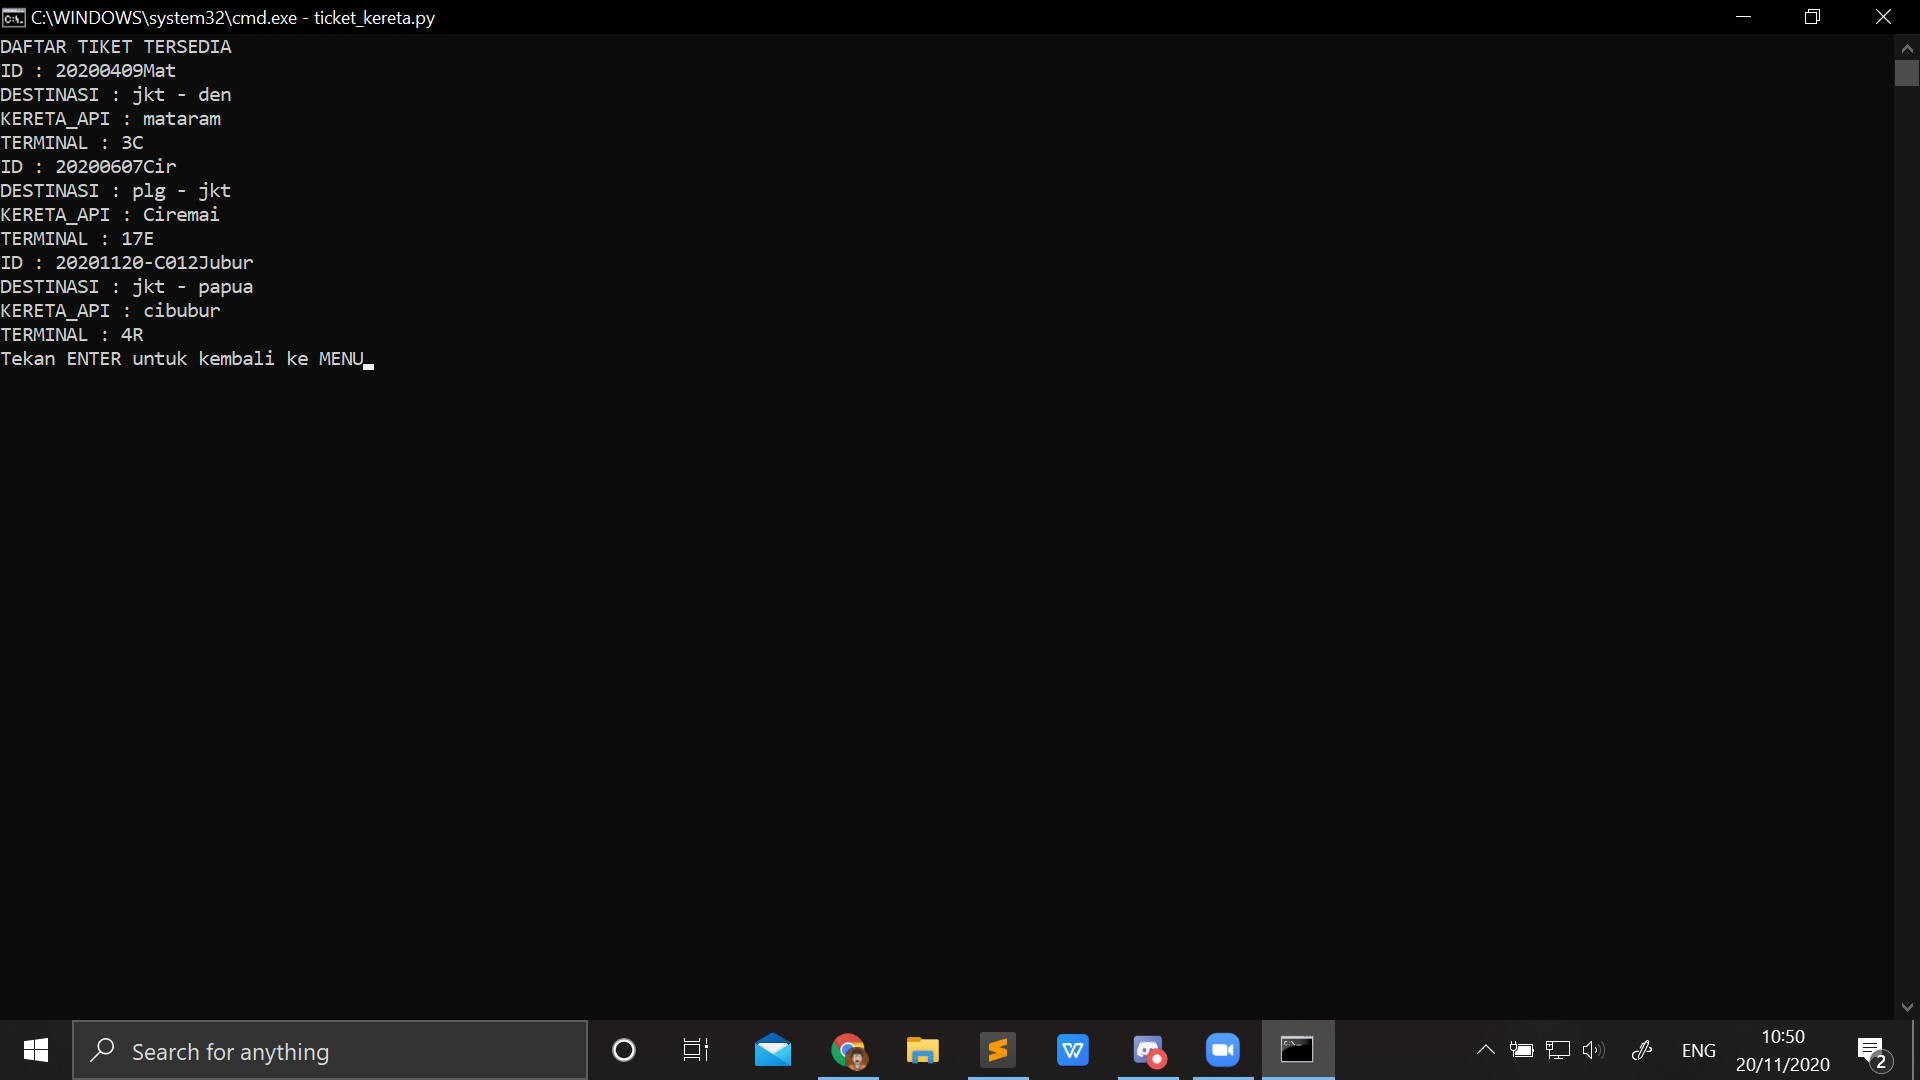 C:\WINDOWS\system32\cmd.exe - ticket_kereta.py
DAFTAR TIKET TERSEDIA
ID : 20200409Mat
DESTINASI : jkt - den
KERETA_API : mataram
TERMINAL : 3C
ID : 20200607Cir
DESTINASI : plg - jkt
KERETA_API : Ciremai
TERMINAL : 17E
ID : 20201120-C012Jubur
DESTINASI : jkt - papua
KERETA_API : cibubur
TERMINAL : 4R
Tekan ENTER untuk kembali ke MENU
Search for anything
ENG
10:50
20/11/2020
2